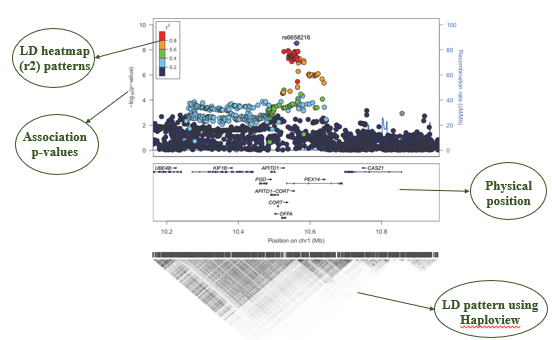 LD heatmap
(r2) patterns
Association
p-values
Physical
position
LD pattern using
Haploview
r²
0.8
0.6
0.4
0.2
rs6658216
10
8
6
4
2
0
−log₁₀(p-value)
100
80
60
40
20
0
Recombination rate (cM/Mb)
UBE4B→
KIF1B→
APITD1→
←CASZ1
PGD→
PEX14→
APITD1−CORT→
CORT→
←DFFA
10.2
10.4
10.6
10.8
Position on chr1 (Mb)